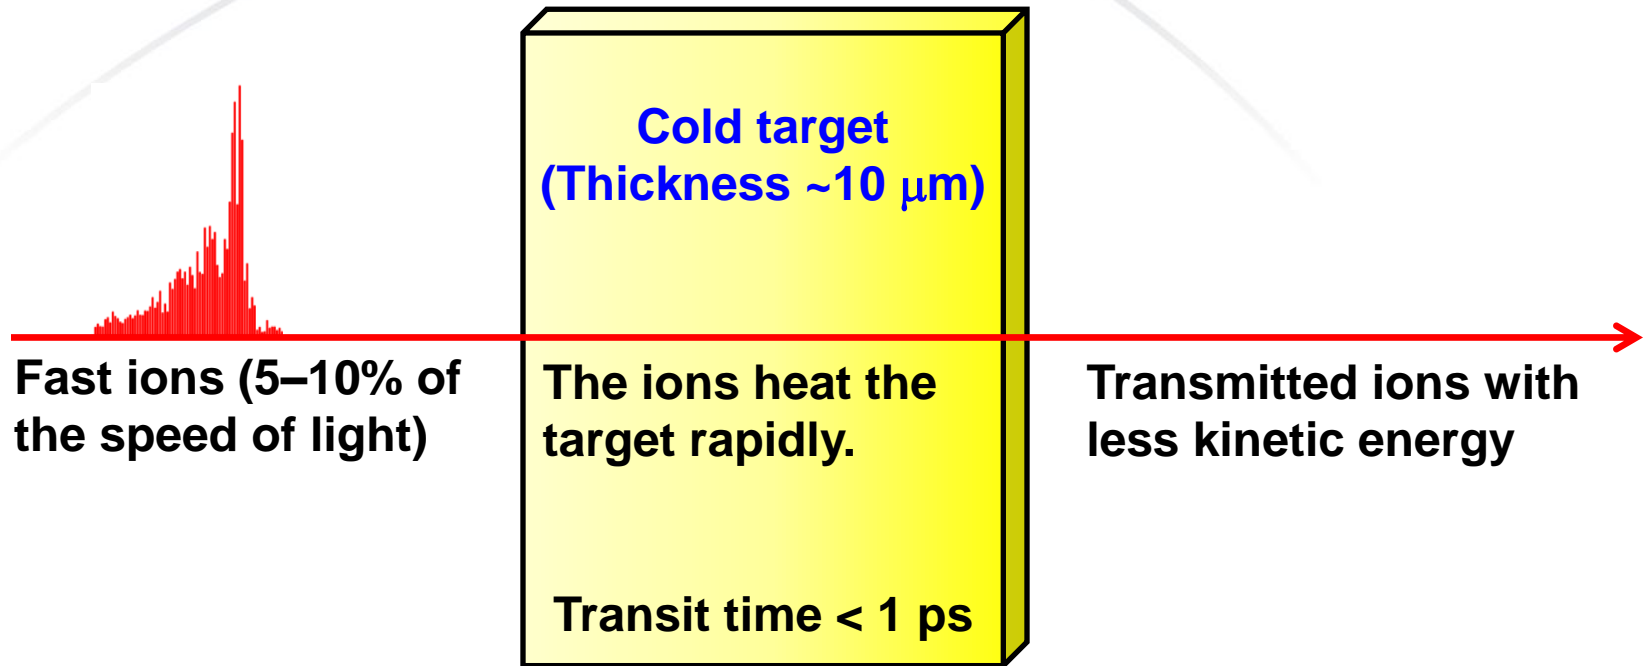 Cold target
(Thickness ~10 μm)
Fast ions (5–10% of
the speed of light)
The ions heat the
target rapidly.
Transmitted ions with
less kinetic energy
Transit time < 1 ps